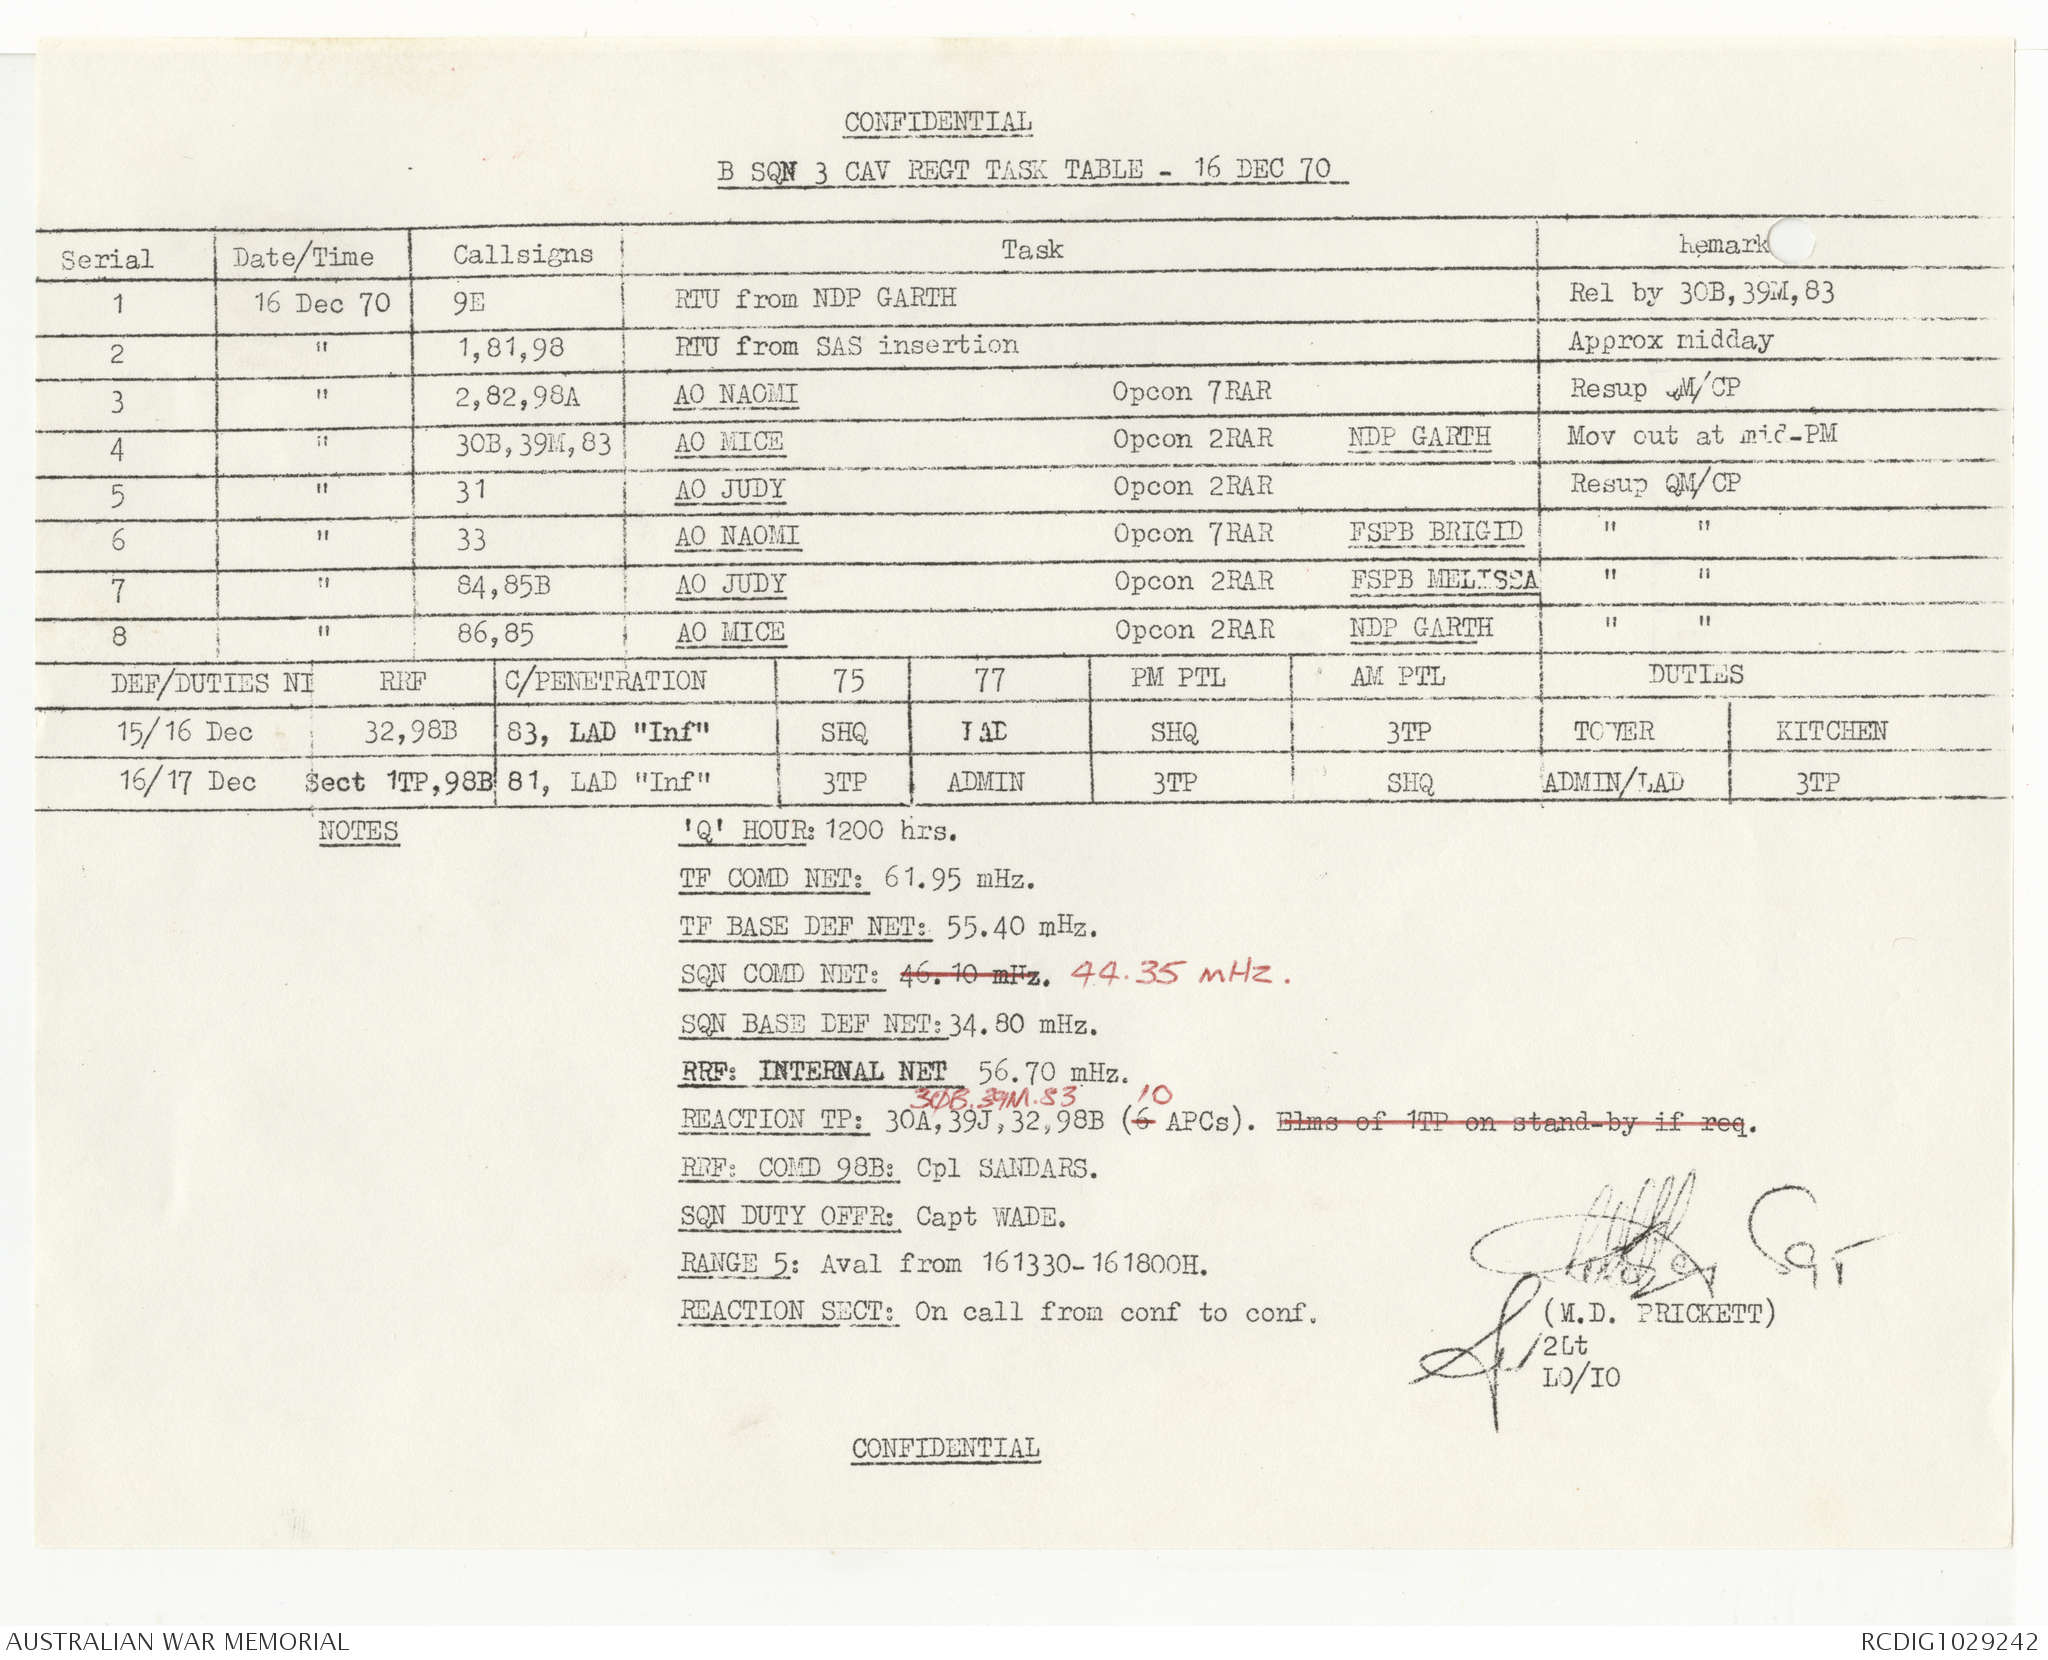 CONFIDENTIAL
B SQN 3 CAV REGT TASK TABLE - 16 DEC 70
Serial Date/Time Callsigns Task Remark
1 16 Dec 70 9E RTU from NDP GARTH Rel by 30B,39M,83
2 " 1,81,98 RTU from SAS insertion Approx midday
3 " 2,82,98A AO NAOMI Opcon 7RAR Resup QM/CP
4 " 30B,39M,83 AO MICE Opcon 2RAR NDP GARTH Mov out at mid-PM
5 " 31 AO JUDY Opcon 2RAR Resup QM/CP
6 " 33 AO NAOMI Opcon 7RAR FSPB BRIGID " "
7 " 84,85B AO JUDY Opcon 2RAR FSPB MELISSA " "
8 " 86,85 AO MICE Opcon 2RAR NDP GARTH " "
DEF/DUTIES NI RRF C/PENETRATION 75 77 PM PTL AM PTL DUTIES
15/16 Dec 32,98B 83, LAD "Inf" SHQ LAD SHQ 3TP TOWER KITCHEN
16/17 Dec Sect 1TP,98B 81, LAD "Inf" 3TP ADMIN 3TP SHQ ADMIN/LAD 3TP
NOTES 'Q' HOUR: 1200 hrs.
TF COMD NET: 61.95 mHz.
TF BASE DEF NET: 55.40 mHz.
SQN COMD NET: 46.10 mHz. 44.35 mHz.
SQN BASE DEF NET: 34.80 mHz.
RRF: INTERNAL NET 56.70 mHz.
30B.39M.83 10
REACTION TP: 30A,39J,32,98B (6 APCs). Elms of 1TP on stand-by if req.
RRF: COMD 98B: Cpl SANDARS.
SQN DUTY OFFR: Capt WADE.
RANGE 5: Aval from 161330-161800H.
REACTION SECT: On call from conf to conf.
(M.D. PRICKETT)
2Lt
LO/IO
CONFIDENTIAL
AUSTRALIAN WAR MEMORIAL RCDIG1029242